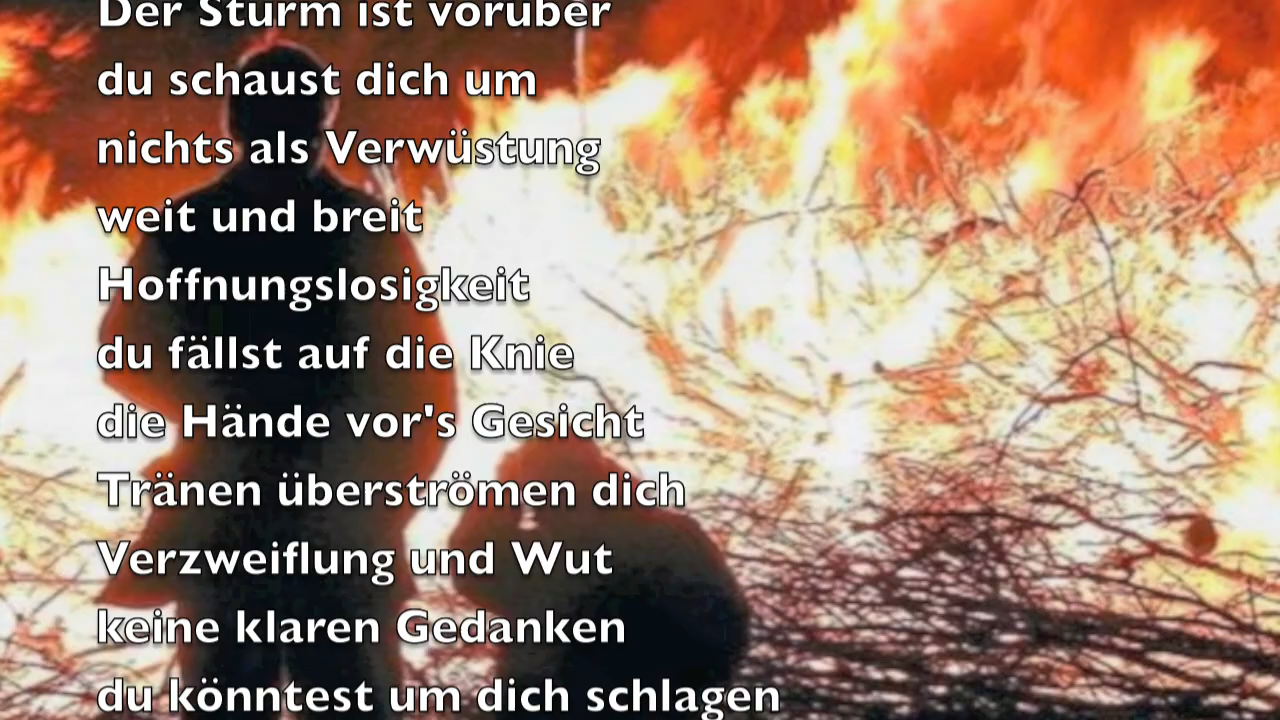 Der Sturm ist vorüber
du schaust dich um
nichts als Verwüstung
weit und breit
Hoffnungslosigkeit
du fällst auf die Knie
die Hände vor's Gesicht
Tränen überströmen dich
Verzweiflung und Wut
keine klaren Gedanken
du könntest um dich schlagen